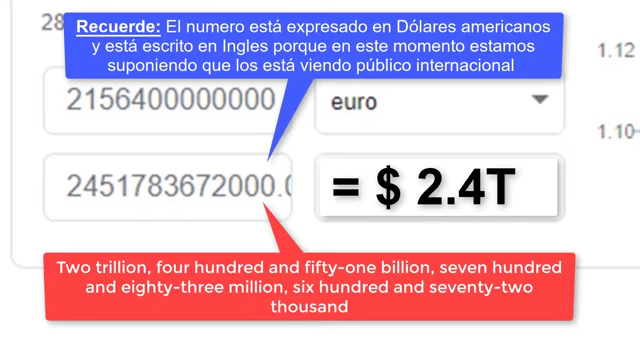 28
Recuerde: El numero está expresado en Dólares americanos
y está escrito en Ingles porque en este momento estamos
suponiendo que los está viendo público internacional
1.12
2156400000000
euro
1.10
2451783672000.0
= $ 2.4T
Two trillion, four hundred and fifty-one billion, seven hundred
and eighty-three million, six hundred and seventy-two
thousand